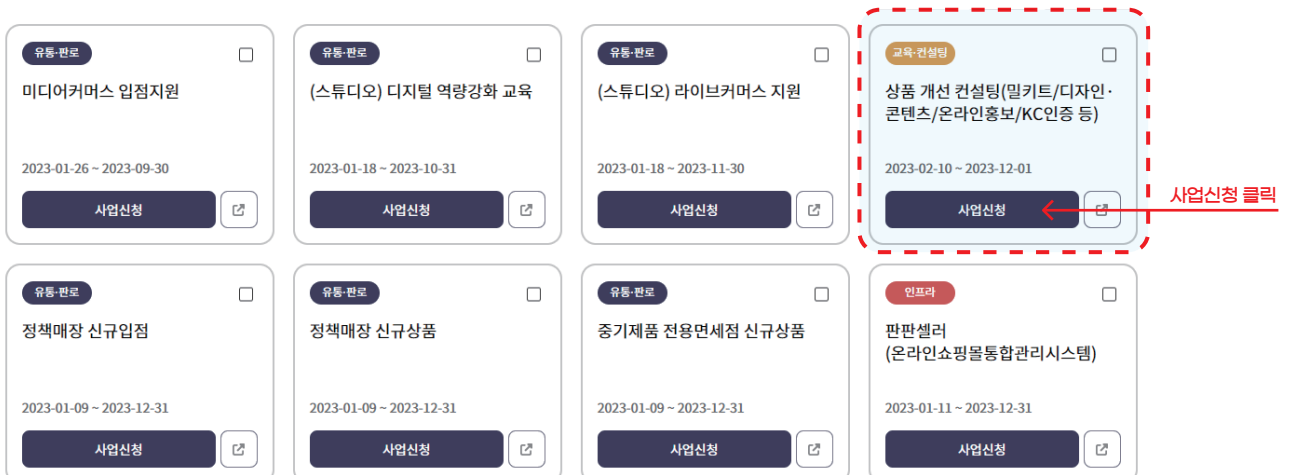 유통·판로
미디어커머스 입점지원
2023-01-26 ~ 2023-09-30
사업신청
유통·판로
(스튜디오) 디지털 역량강화 교육
2023-01-18 ~ 2023-10-31
사업신청
유통·판로
(스튜디오) 라이브커머스 지원
2023-01-18 ~ 2023-11-30
사업신청
교육·컨설팅
상품 개선 컨설팅(밀키트/디자인·
콘텐츠/온라인홍보/KC인증 등)
2023-02-10 ~ 2023-12-01
사업신청
사업신청 클릭
유통·판로
정책매장 신규입점
2023-01-09 ~ 2023-12-31
사업신청
유통·판로
정책매장 신규상품
2023-01-09 ~ 2023-12-31
사업신청
유통·판로
중기제품 전용면세점 신규상품
2023-01-09 ~ 2023-12-31
사업신청
인프라
판판셀러
(온라인쇼핑몰통합관리시스템)
2023-01-11 ~ 2023-12-31
사업신청